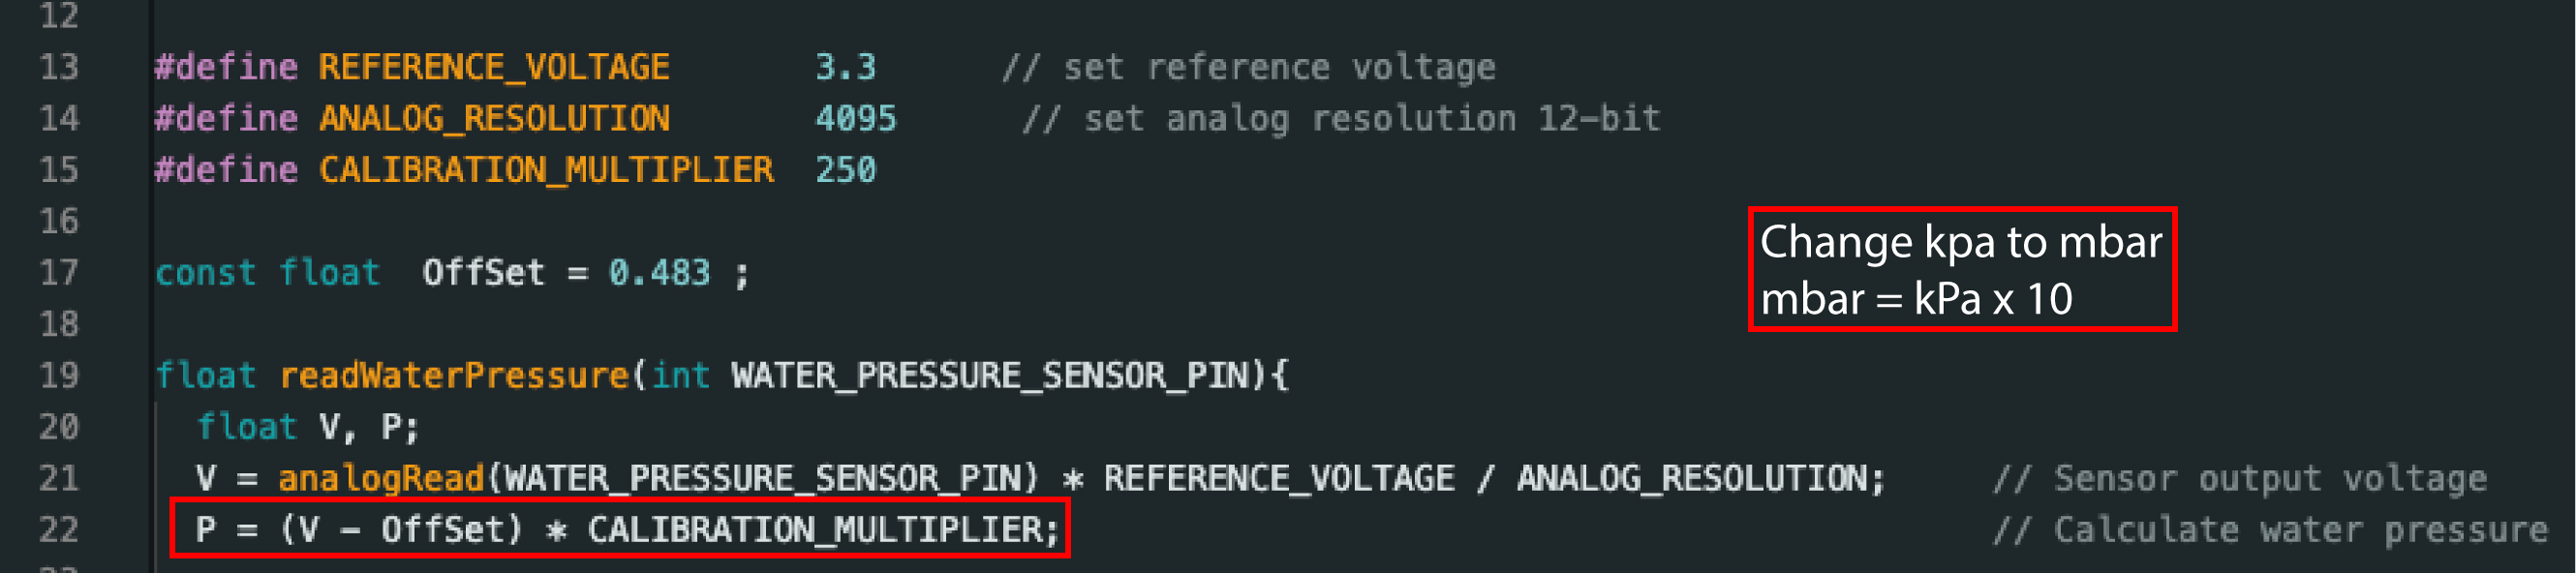 12
13 #define REFERENCE_VOLTAGE 3.3 // set reference voltage
14 #define ANALOG_RESOLUTION 4095 // set analog resolution 12-bit
15 #define CALIBRATION_MULTIPLIER 250
16
Change kpa to mbar
17 const float OffSet = 0.483 ;
mbar = kPa x 10
18
19 float readWaterPressure(int WATER_PRESSURE_SENSOR_PIN){
20 float V, P;
21 V = analogRead(WATER_PRESSURE_SENSOR_PIN) * REFERENCE_VOLTAGE / ANALOG_RESOLUTION; // Sensor output voltage
22 P = (V - OffSet) * CALIBRATION_MULTIPLIER; // Calculate water pressure